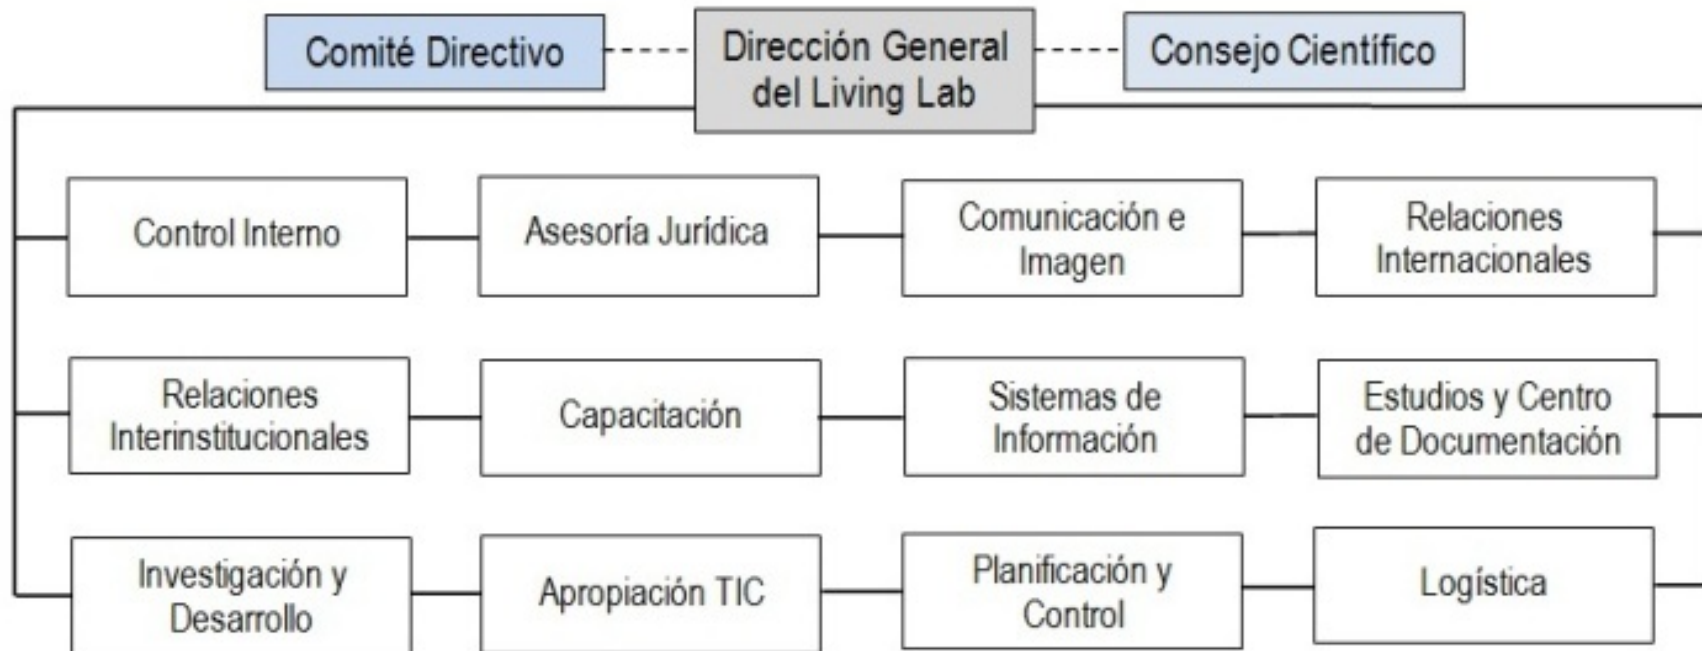 Comité Directivo
Dirección General
del Living Lab
Consejo Científico
Control Interno
Asesoría Jurídica
Comunicación e
Imagen
Relaciones
Internacionales
Relaciones
Interinstitucionales
Capacitación
Sistemas de
Información
Estudios y Centro
de Documentación
Investigación y
Desarrollo
Apropiación TIC
Planificación y
Control
Logística